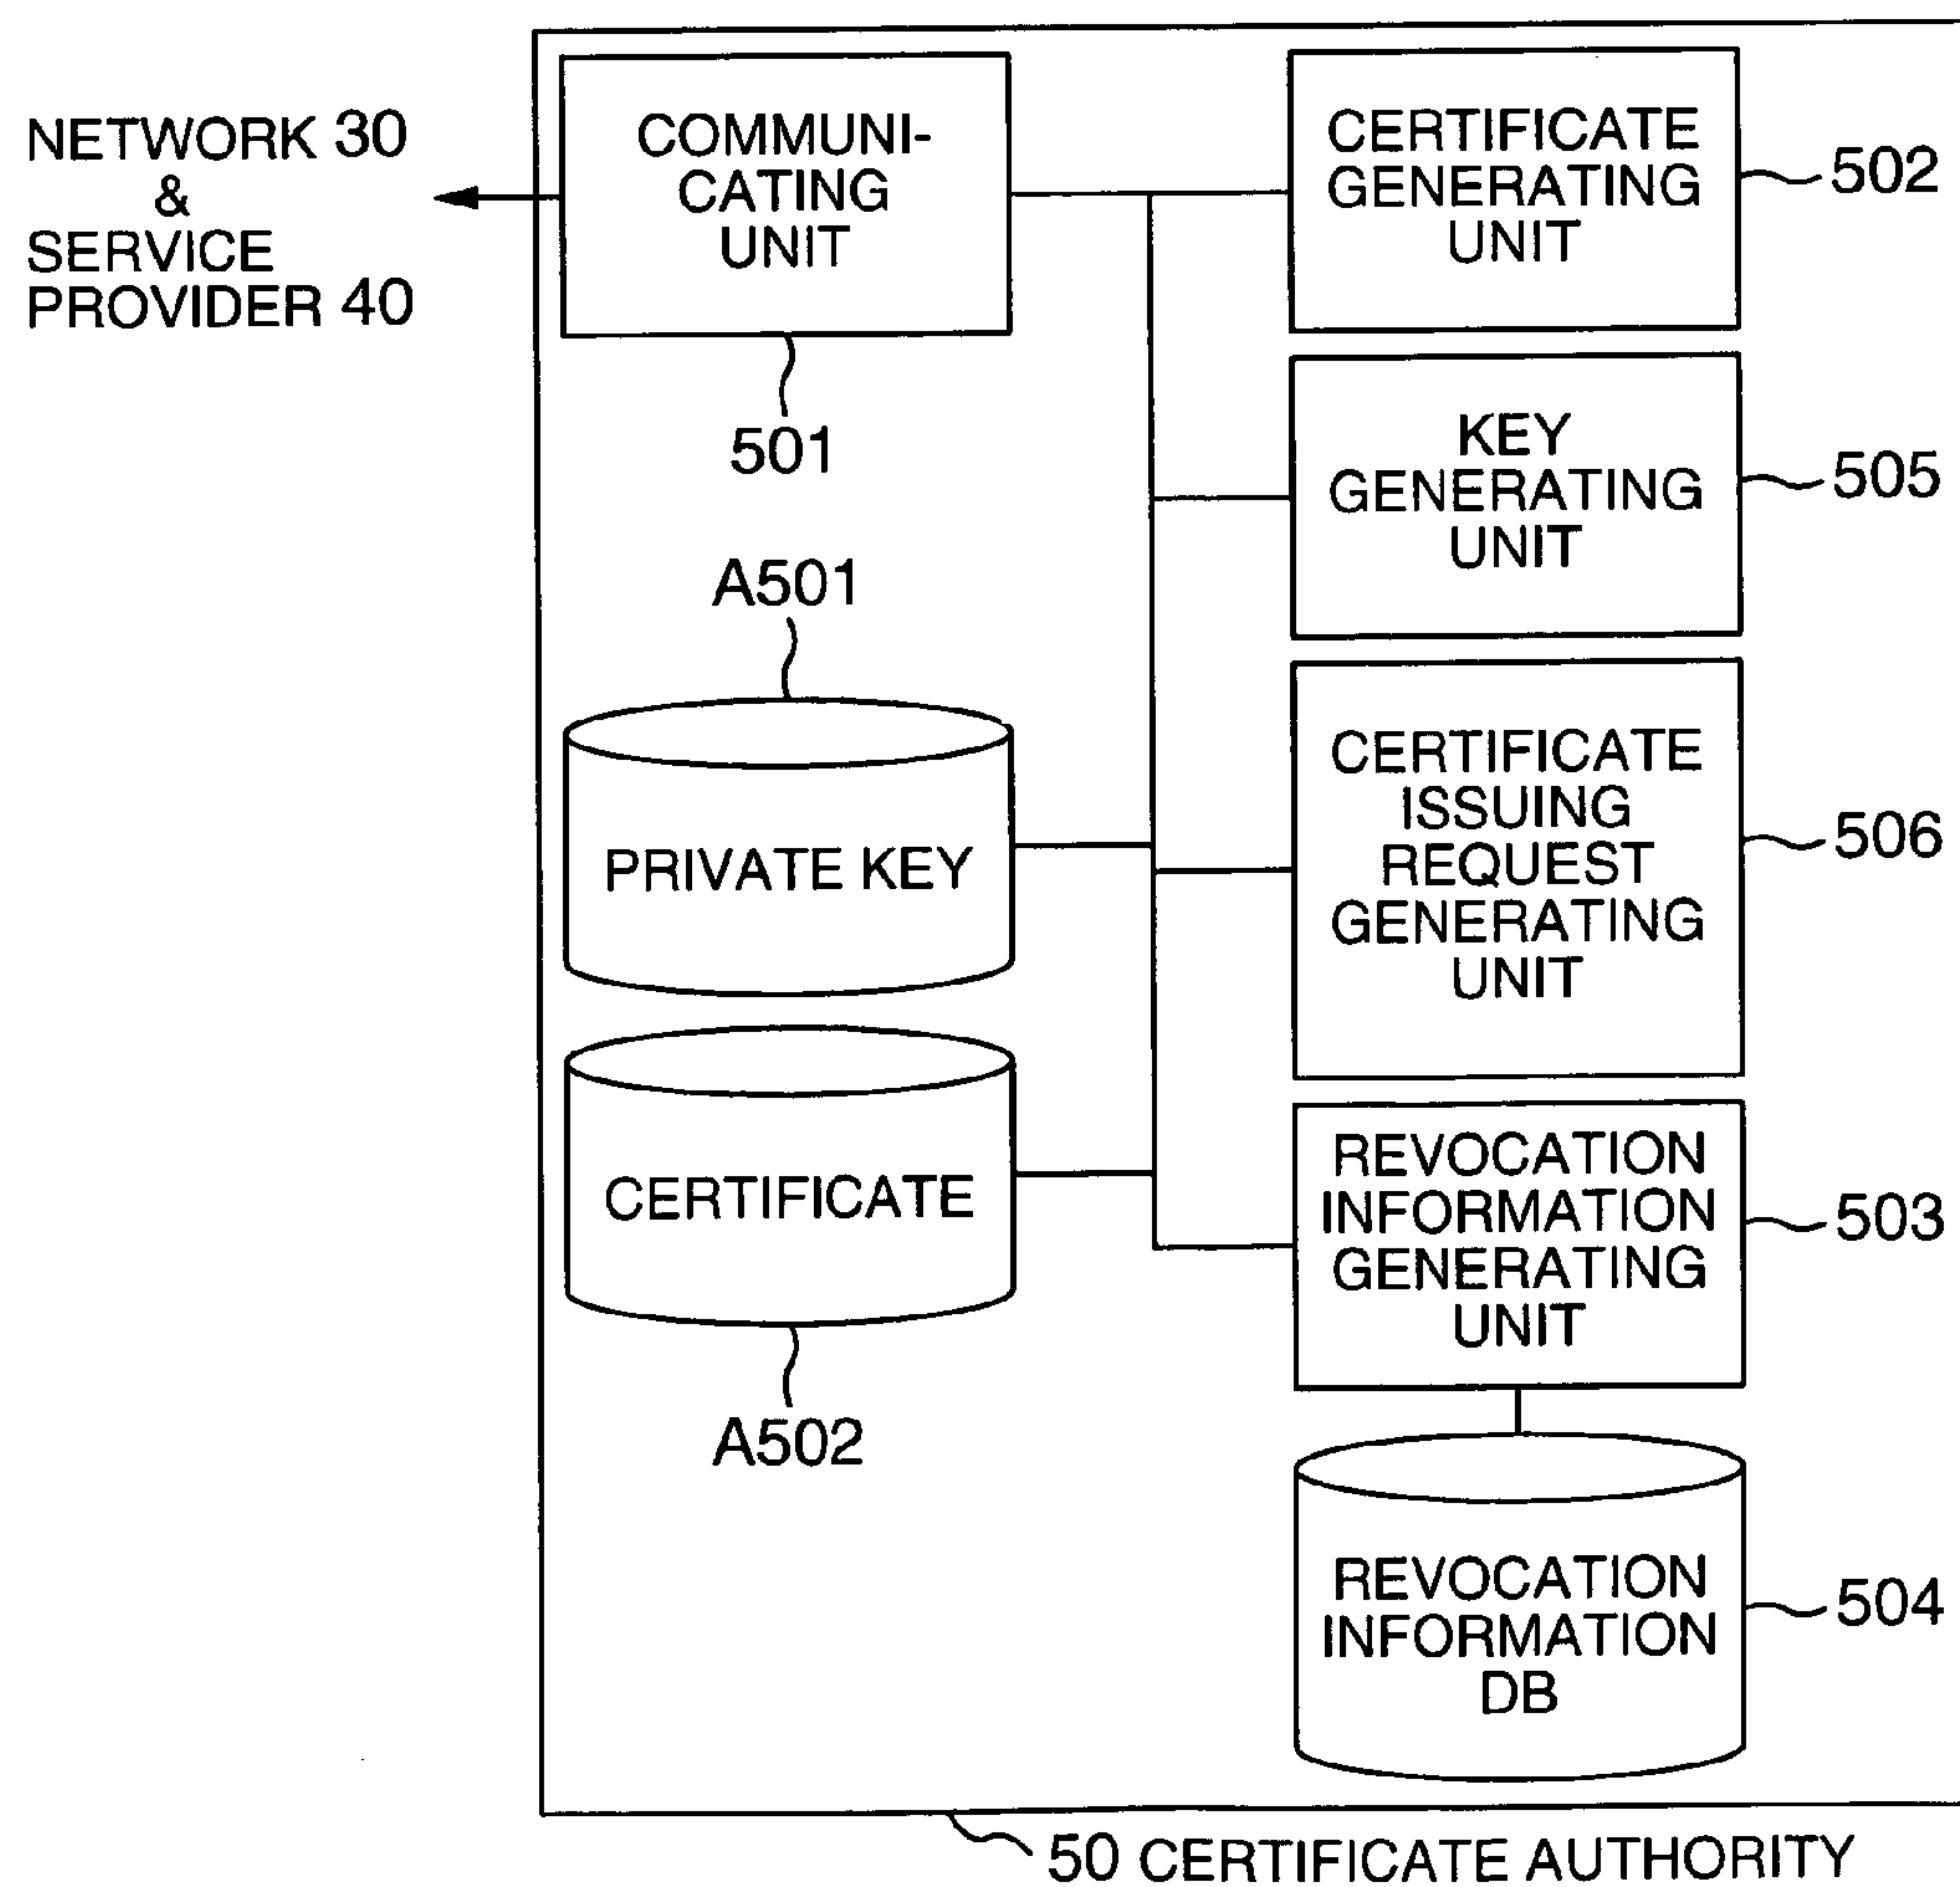 NETWORK 30
&
SERVICE
PROVIDER 40
COMMUNI-
CATING
UNIT
501
CERTIFICATE
GENERATING
UNIT
502
KEY
GENERATING
UNIT
505
A501
PRIVATE KEY
CERTIFICATE
ISSUING
REQUEST
GENERATING
UNIT
506
CERTIFICATE
A502
REVOCATION
INFORMATION
GENERATING
UNIT
503
REVOCATION
INFORMATION
DB
504
50 CERTIFICATE AUTHORITY